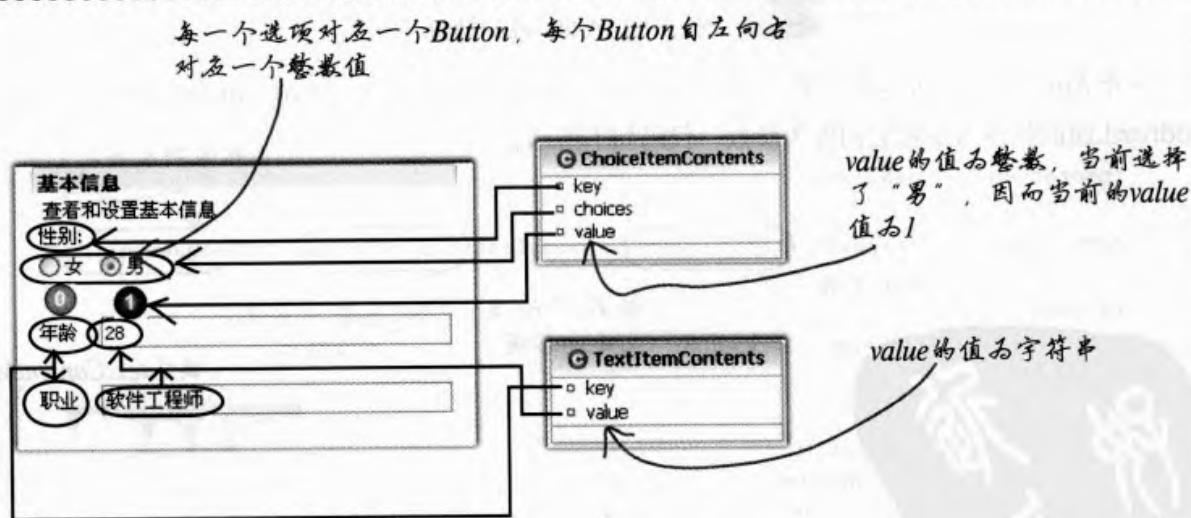 每一个选项对应一个Button，每个Button自左向右
对应一个整数值
基本信息
查看和设置基本信息
性别:
女 男
0 1
年龄 28
职业 软件工程师
ChoiceItemContents
key
choices
value
value的值为整数，当前选择
了“男”，因而当前的value
值为1
TextItemContents
key
value
value的值为字符串